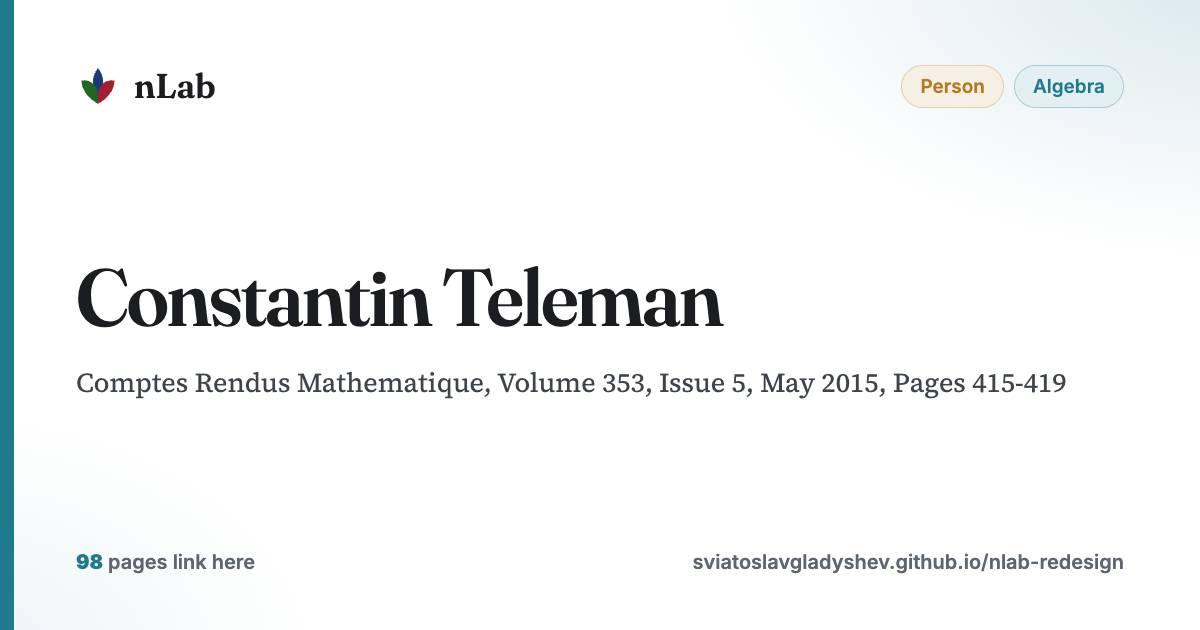 nLab
Person
Algebra
Constantin Teleman
Comptes Rendus Mathematique, Volume 353, Issue 5, May 2015, Pages 415-419
98 pages link here
sviatoslavgladyshev.github.io/nlab-redesign